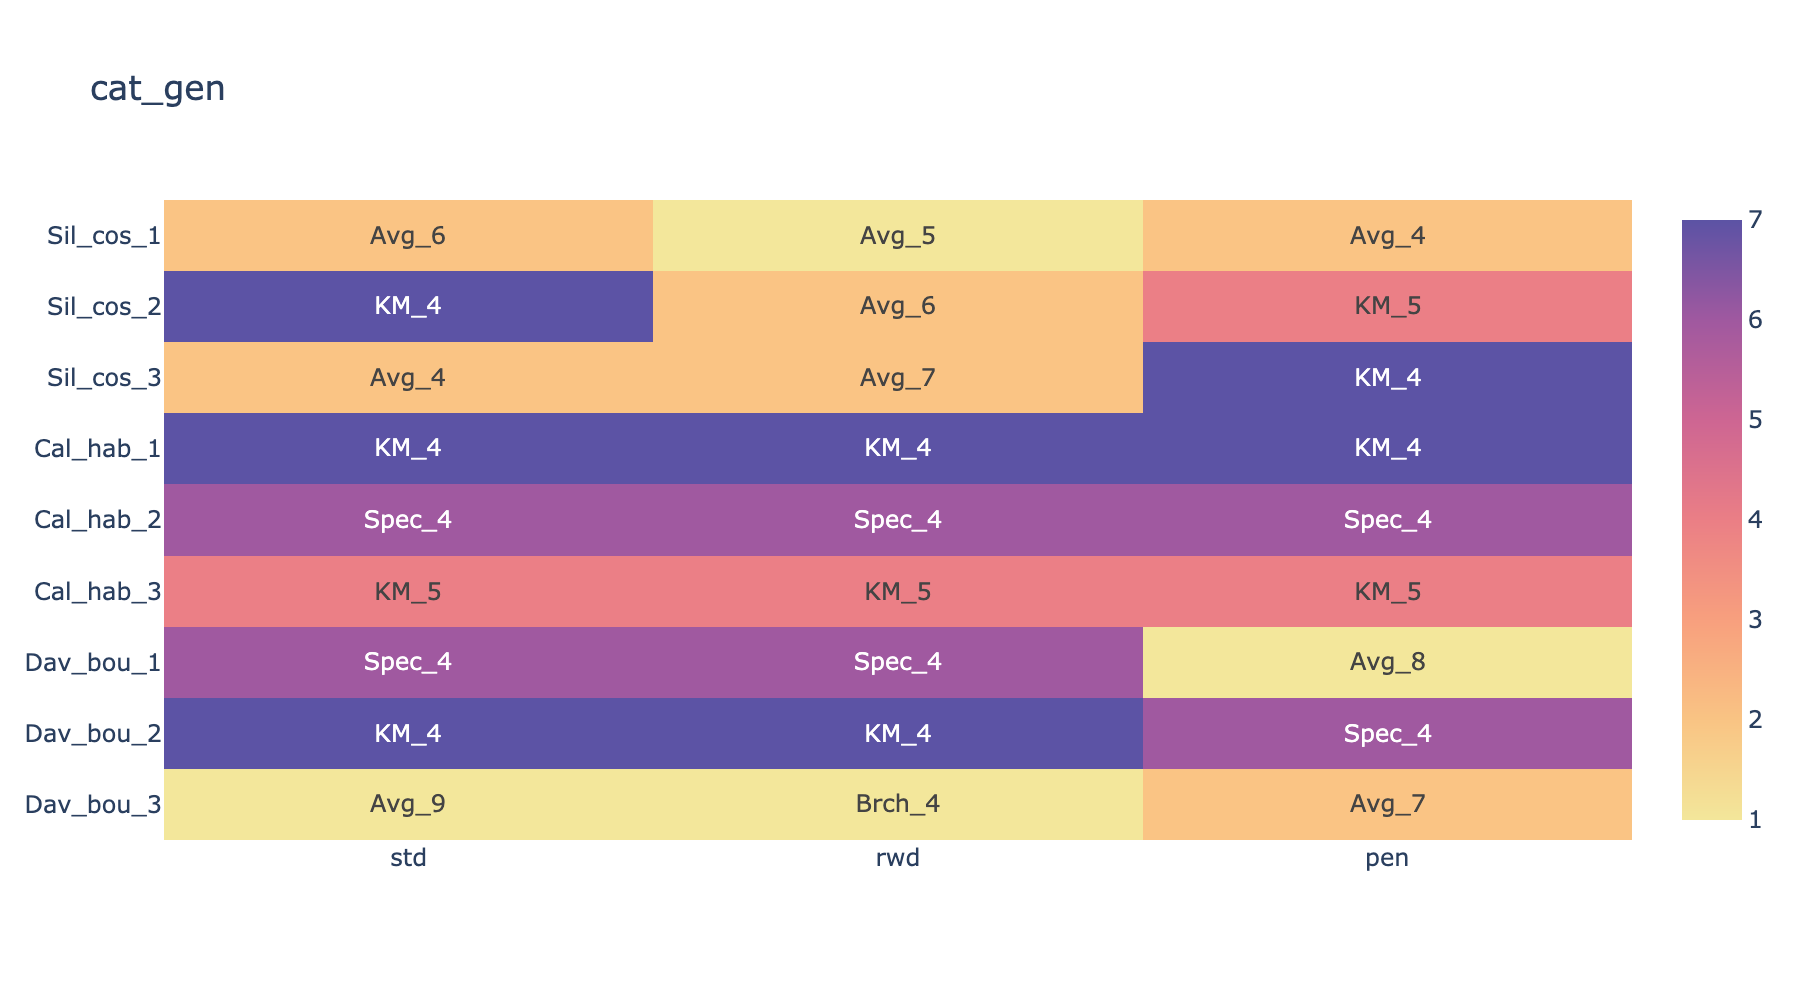 cat_gen
Sil_cos_1 Avg_6 Avg_5 Avg_4
Sil_cos_2 KM_4 Avg_6 KM_5
Sil_cos_3 Avg_4 Avg_7 KM_4
Cal_hab_1 KM_4 KM_4 KM_4
Cal_hab_2 Spec_4 Spec_4 Spec_4
Cal_hab_3 KM_5 KM_5 KM_5
Dav_bou_1 Spec_4 Spec_4 Avg_8
Dav_bou_2 KM_4 KM_4 Spec_4
Dav_bou_3 Avg_9 Brch_4 Avg_7
std rwd pen
7
6
5
4
3
2
1